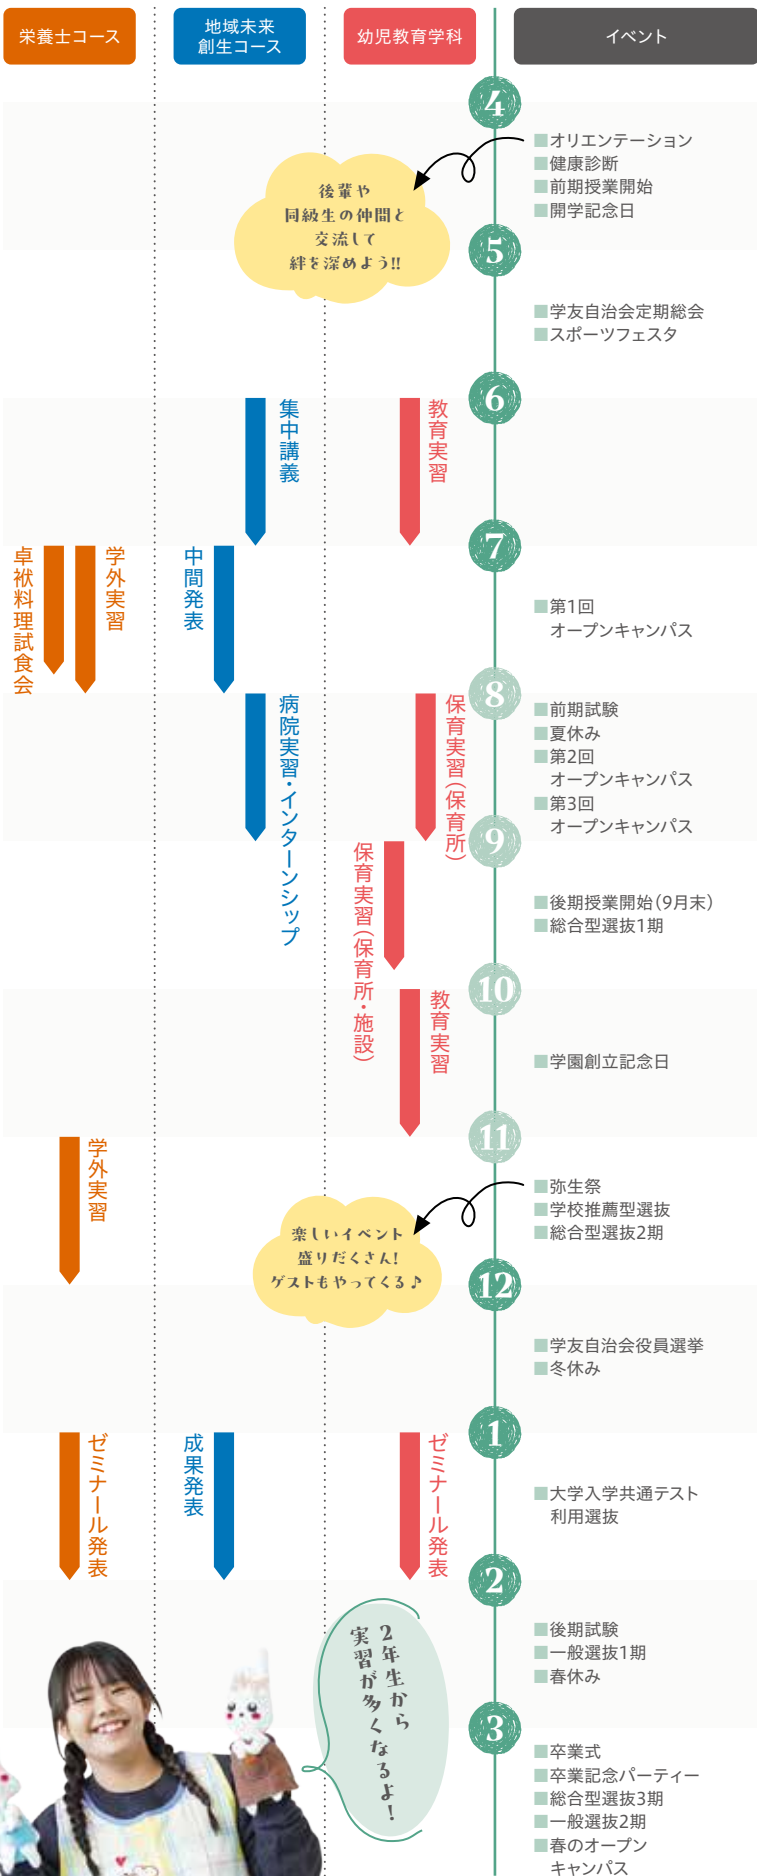 栄養士コース
地域未来
創生コース
幼児教育学科
イベント
4
■オリエンテーション
■健康診断
■前期授業開始
■開学記念日
後輩や
同級生の仲間と
交流して
絆を深めよう!!
5
■学友自治会定期総会
■スポーツフェスタ
6
集中講義
教育実習
7
卓袱料理試食会
学外実習
中間発表
■第1回
オープンキャンパス
8
病院実習・インターンシップ
保育実習(保育所)
■前期試験
■夏休み
■第2回
オープンキャンパス
■第3回
オープンキャンパス
9
保育実習(保育所・施設)
■後期授業開始(9月末)
■総合型選抜1期
10
教育実習
■学園創立記念日
11
学外実習
■弥生祭
■学校推薦型選抜
■総合型選抜2期
楽しいイベント
盛りだくさん!
ゲストもやってくる♪
12
■学友自治会役員選挙
■冬休み
1
ゼミナール発表
成果発表
ゼミナール発表
■大学入学共通テスト
利用選抜
2
■後期試験
■一般選抜1期
■春休み
2年生から
実習が多くなるよ!
3
■卒業式
■卒業記念パーティー
■総合型選抜3期
■一般選抜2期
■春のオープン
キャンパス